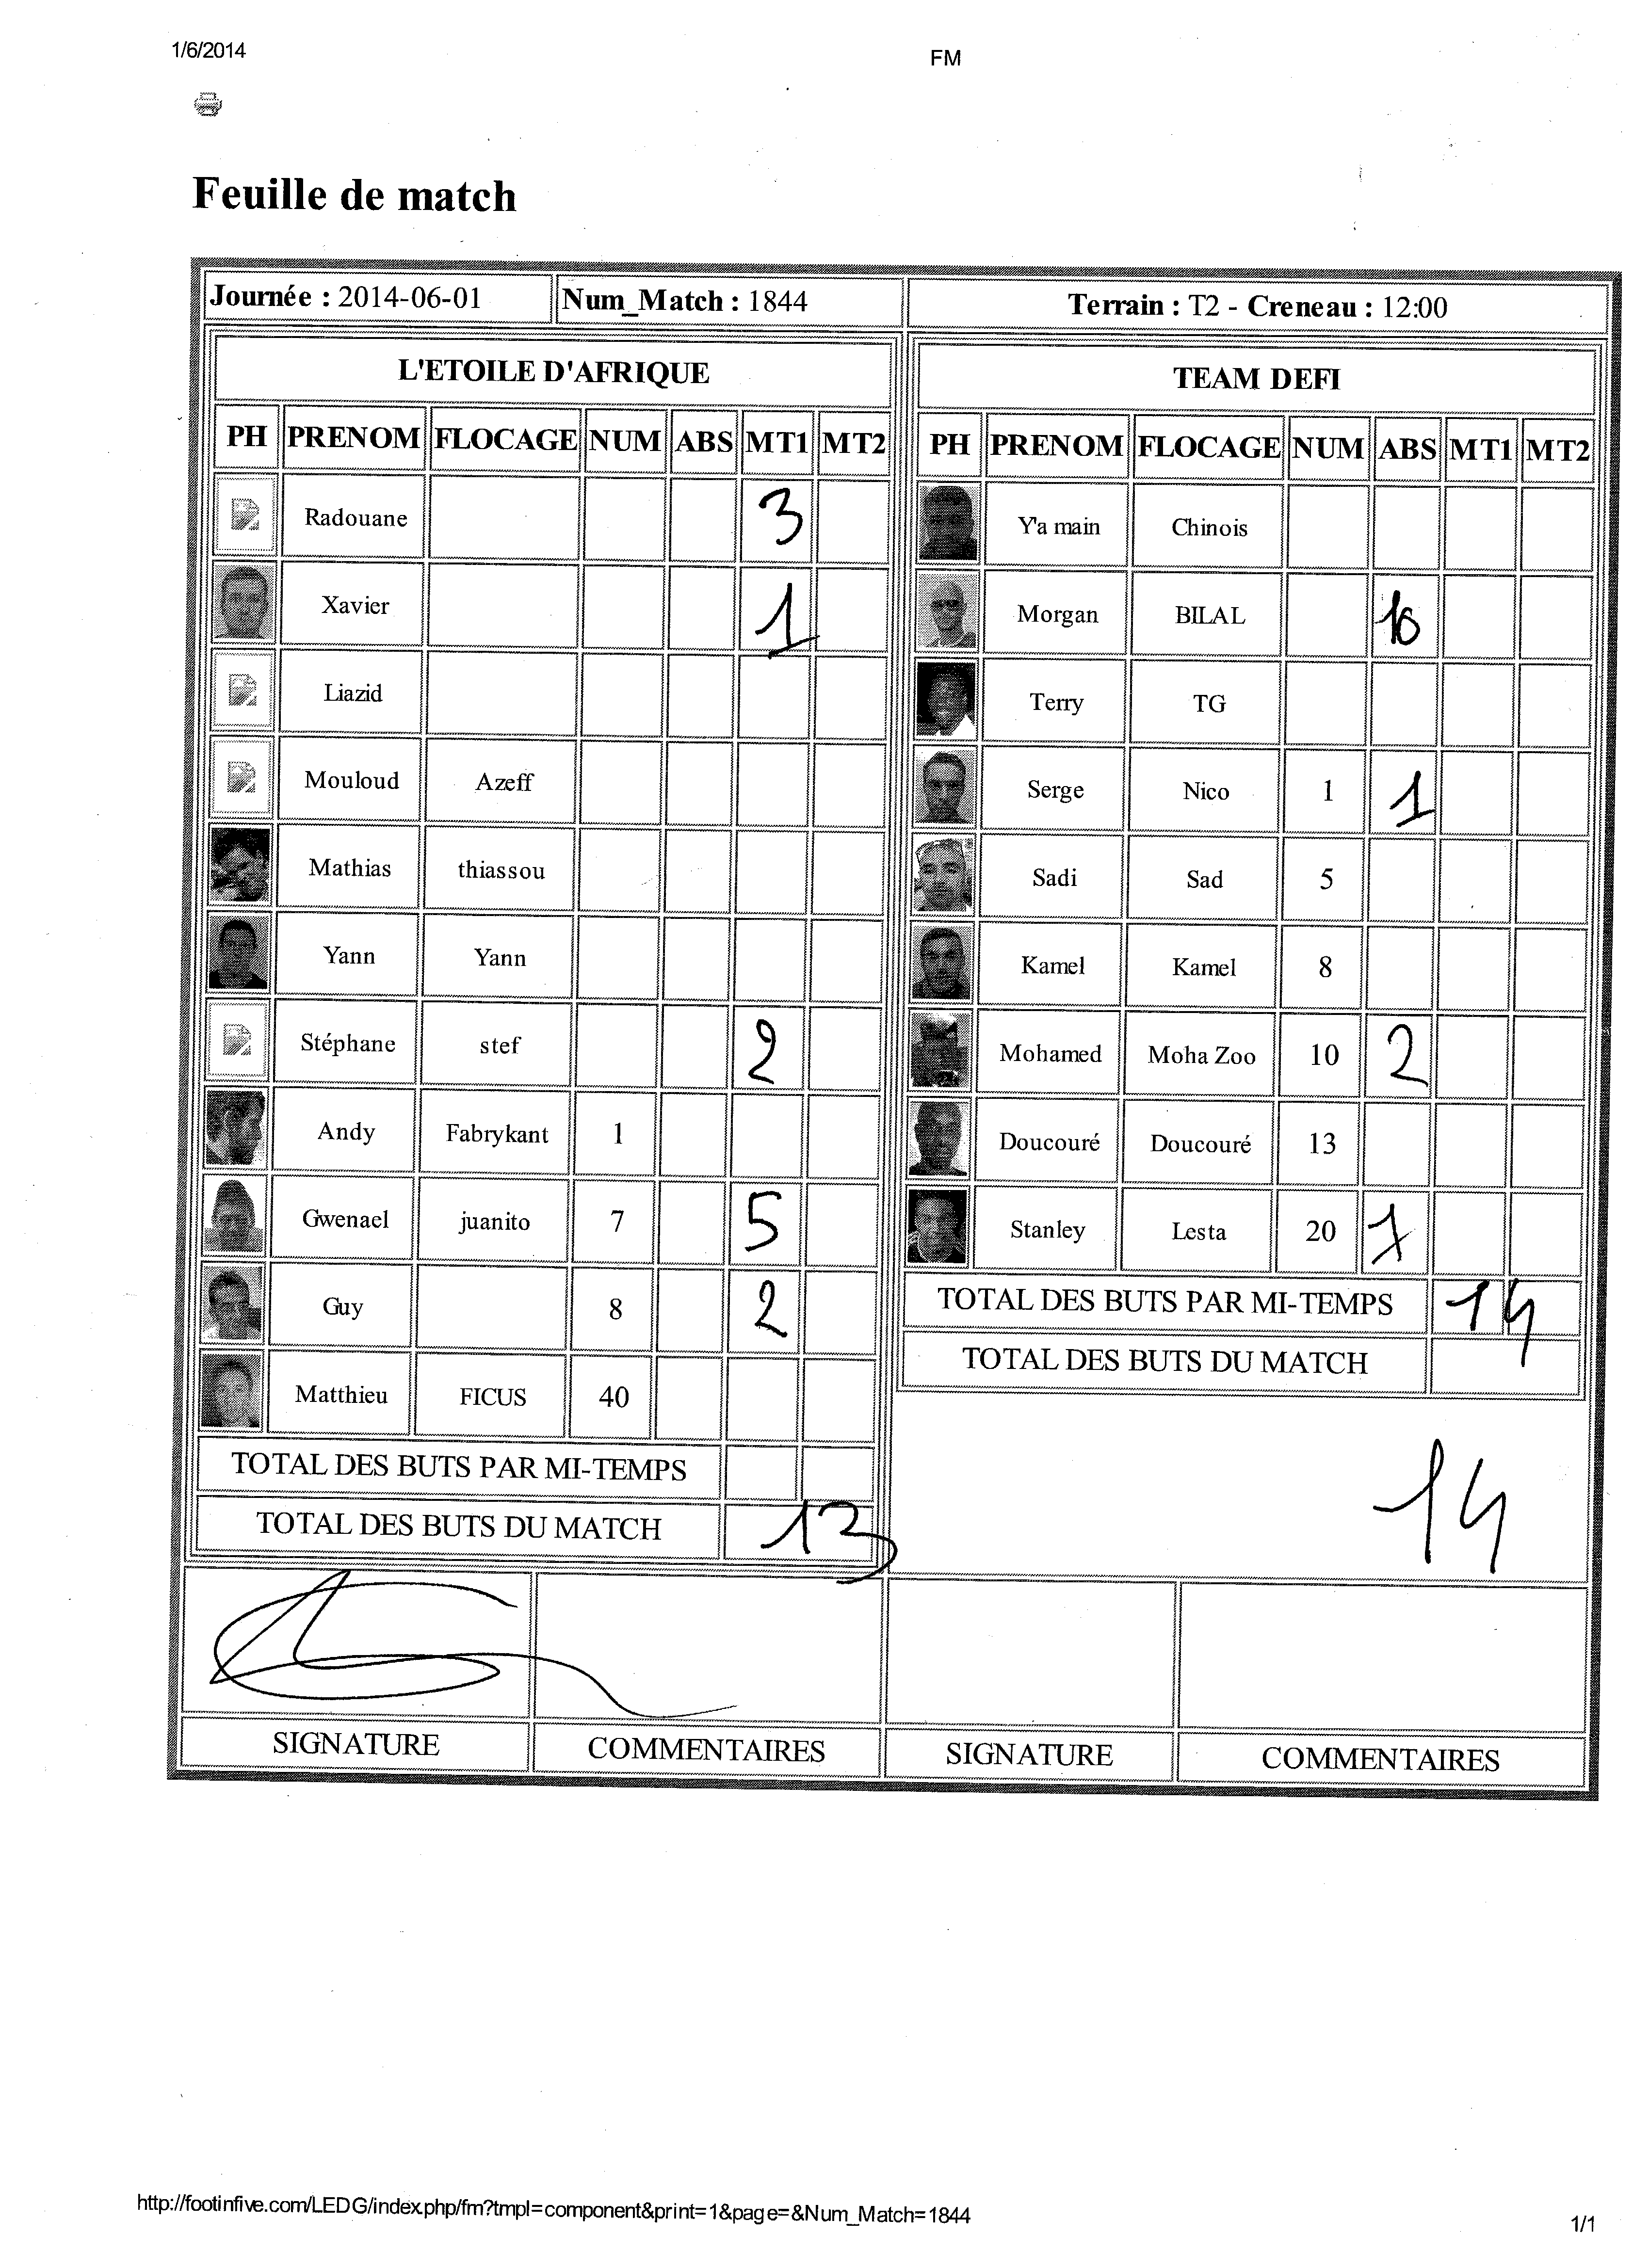 1/6/2014
FM
Feuille de match
Journée : 2014-06-01 Num_Match : 1844 Terrain : T2 - Creneau : 12:00
L'ETOILE D'AFRIQUE
PH PRENOM FLOCAGE NUM ABS MT1 MT2
Radouane 3
Xavier 1
Liazid
Mouloud Azeff
Mathias thiassou
Yann Yann
Stéphane stef 2
Andy Fabrykant 1
Gwenael juanito 7 5
Guy 8 2
Matthieu FICUS 40
TOTAL DES BUTS PAR MI-TEMPS
TOTAL DES BUTS DU MATCH 13
TEAM DEFI
PH PRENOM FLOCAGE NUM ABS MT1 MT2
Y'a main Chinois
Morgan BILAL 10
Terry TG
Serge Nico 1 1
Sadi Sad 5
Kamel Kamel 8
Mohamed Moha Zoo 10 2
Doucouré Doucouré 13
Stanley Lesta 20 1
TOTAL DES BUTS PAR MI-TEMPS 14
TOTAL DES BUTS DU MATCH
14
SIGNATURE COMMENTAIRES SIGNATURE COMMENTAIRES
http://footinfive.com/LEDG/index.php/fm?tmpl=component&print=1&page=&Num_Match=1844
1/1